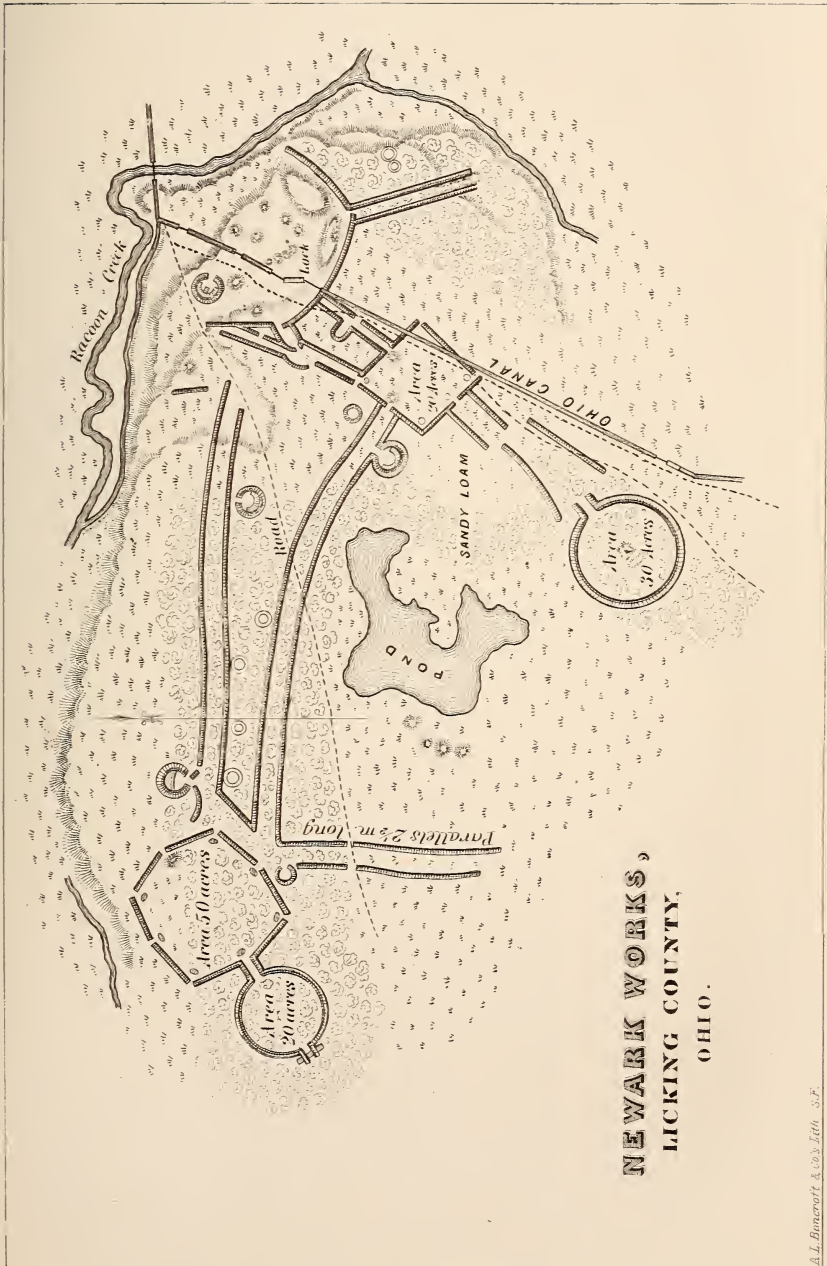 NEWARK WORKS,
LICKING COUNTY,
OHIO.
Racoon Creek
Lock
OHIO CANAL
Area
20 Acres
SANDY LOAM
Area
30 Acres
Road
POND
Parallels 2½ m. long
Area 50 acres
Area
20 acres
A.L. Bancroft & Co's Lith S.F.